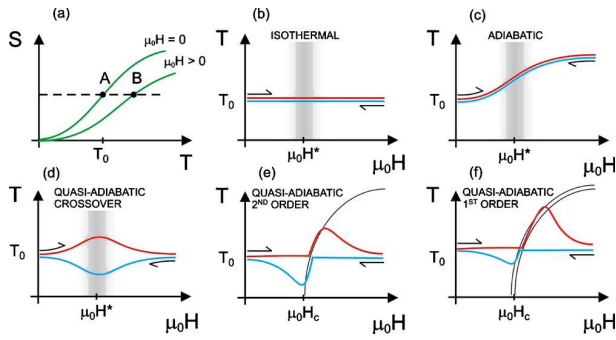 (a)
S
μ₀H = 0
μ₀H > 0
A
B
T₀
T
(b)
ISOTHERMAL
T
T₀
μ₀H*
μ₀H
(c)
ADIABATIC
T
T₀
μ₀H*
μ₀H
(d)
QUASI-ADIABATIC
CROSSOVER
T
T₀
μ₀H*
μ₀H
(e)
QUASI-ADIABATIC
2ND ORDER
T
T₀
μ₀Hc
μ₀H
(f)
QUASI-ADIABATIC
1ST ORDER
T
T₀
μ₀Hc
μ₀H